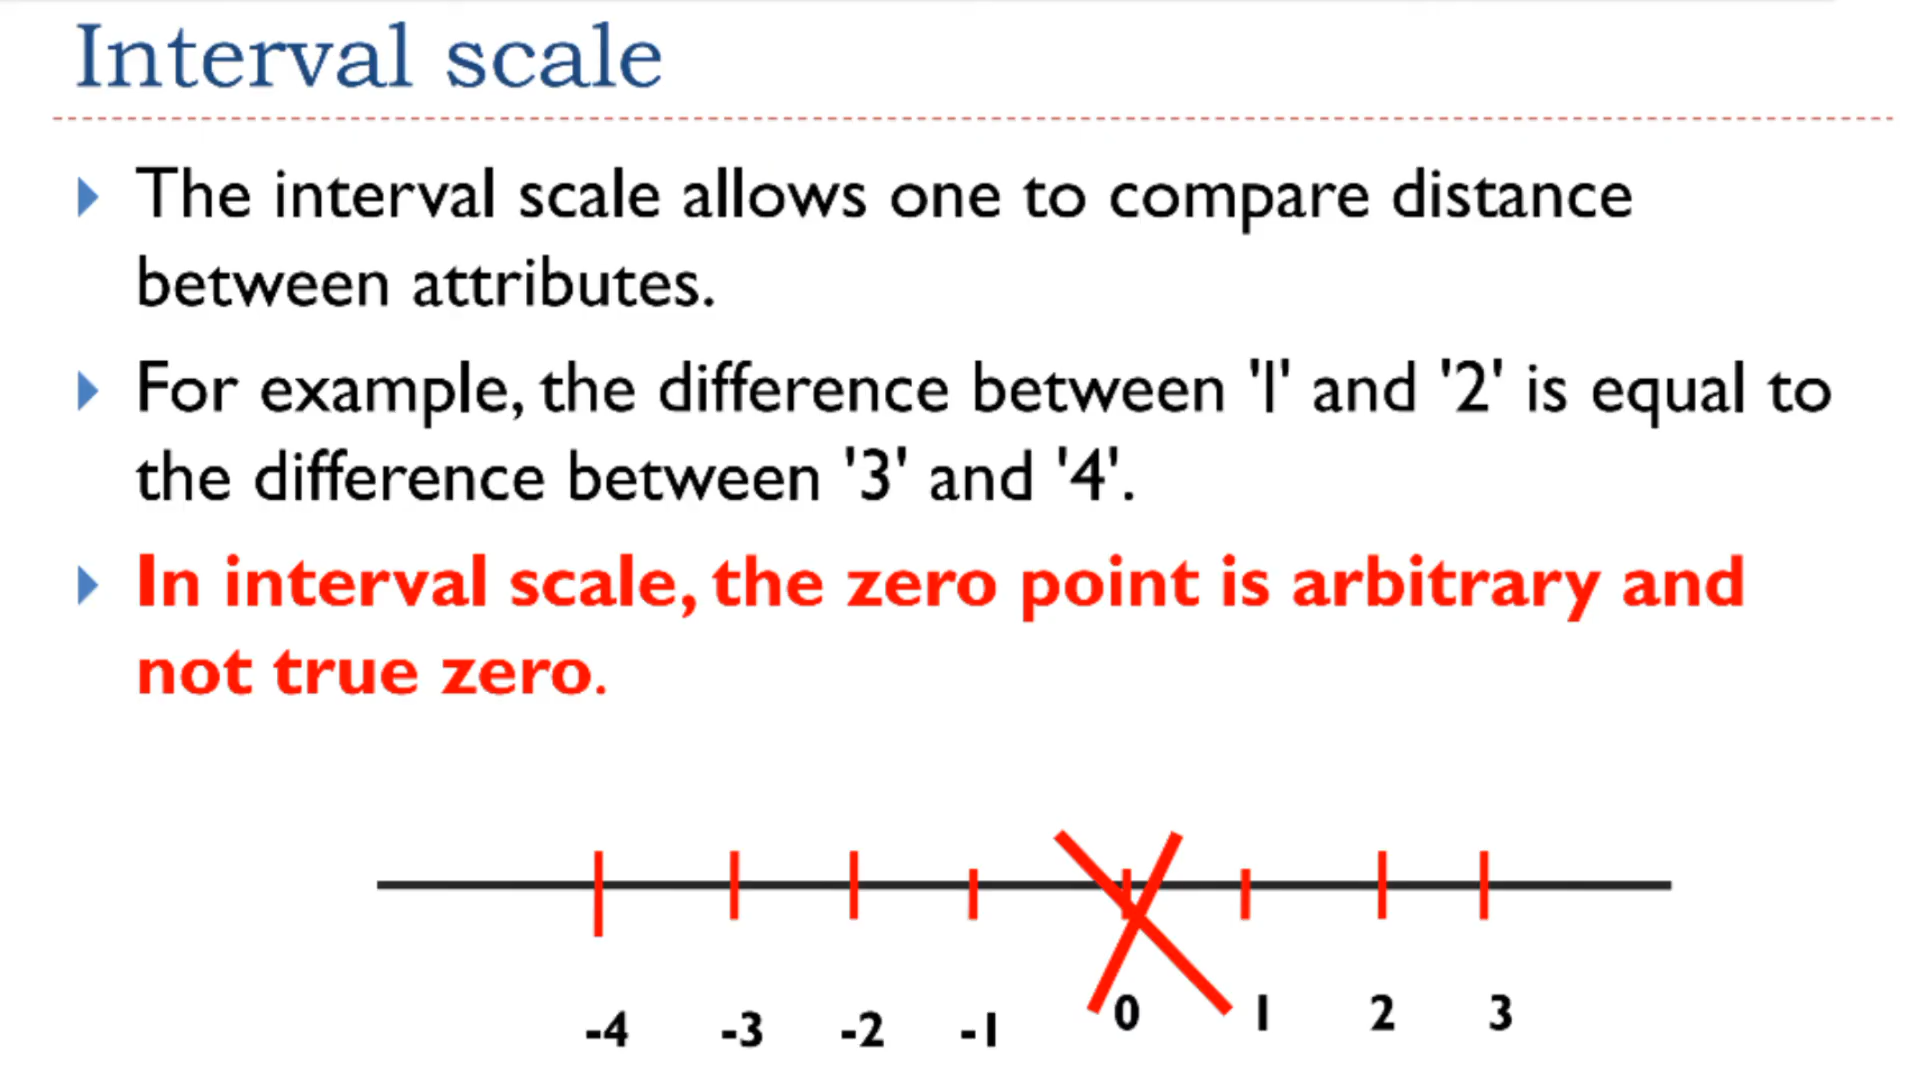 Interval scale
The interval scale allows one to compare distance
between attributes.
For example, the difference between '1' and '2' is equal to
the difference between '3' and '4'.
In interval scale, the zero point is arbitrary and
not true zero.
-4 -3 -2 -1 0 1 2 3